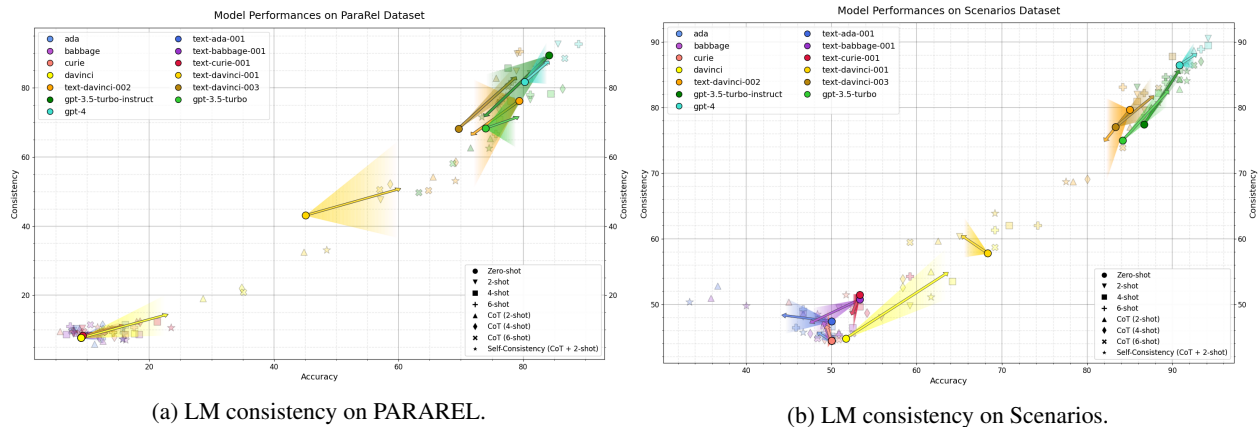 Model Performances on ParaRel Dataset
ada
babbage
curie
davinci
text-davinci-002
gpt-3.5-turbo-instruct
gpt-4
text-ada-001
text-babbage-001
text-curie-001
text-davinci-001
text-davinci-003
gpt-3.5-turbo
Zero-shot
2-shot
4-shot
6-shot
CoT (2-shot)
CoT (4-shot)
CoT (6-shot)
Self-Consistency (CoT + 2-shot)
Consistency
80
60
40
20
20
40
60
80
Accuracy
Consistency
(a) LM consistency on PARAREL.
Model Performances on Scenarios Dataset
ada
babbage
curie
davinci
text-davinci-002
gpt-3.5-turbo-instruct
gpt-4
text-ada-001
text-babbage-001
text-curie-001
text-davinci-001
text-davinci-003
gpt-3.5-turbo
Zero-shot
2-shot
4-shot
6-shot
CoT (2-shot)
CoT (4-shot)
CoT (6-shot)
Self-Consistency (CoT + 2-shot)
90
80
70
60
50
40
50
60
70
80
90
Accuracy
Consistency
90
80
70
60
50
(b) LM consistency on Scenarios.